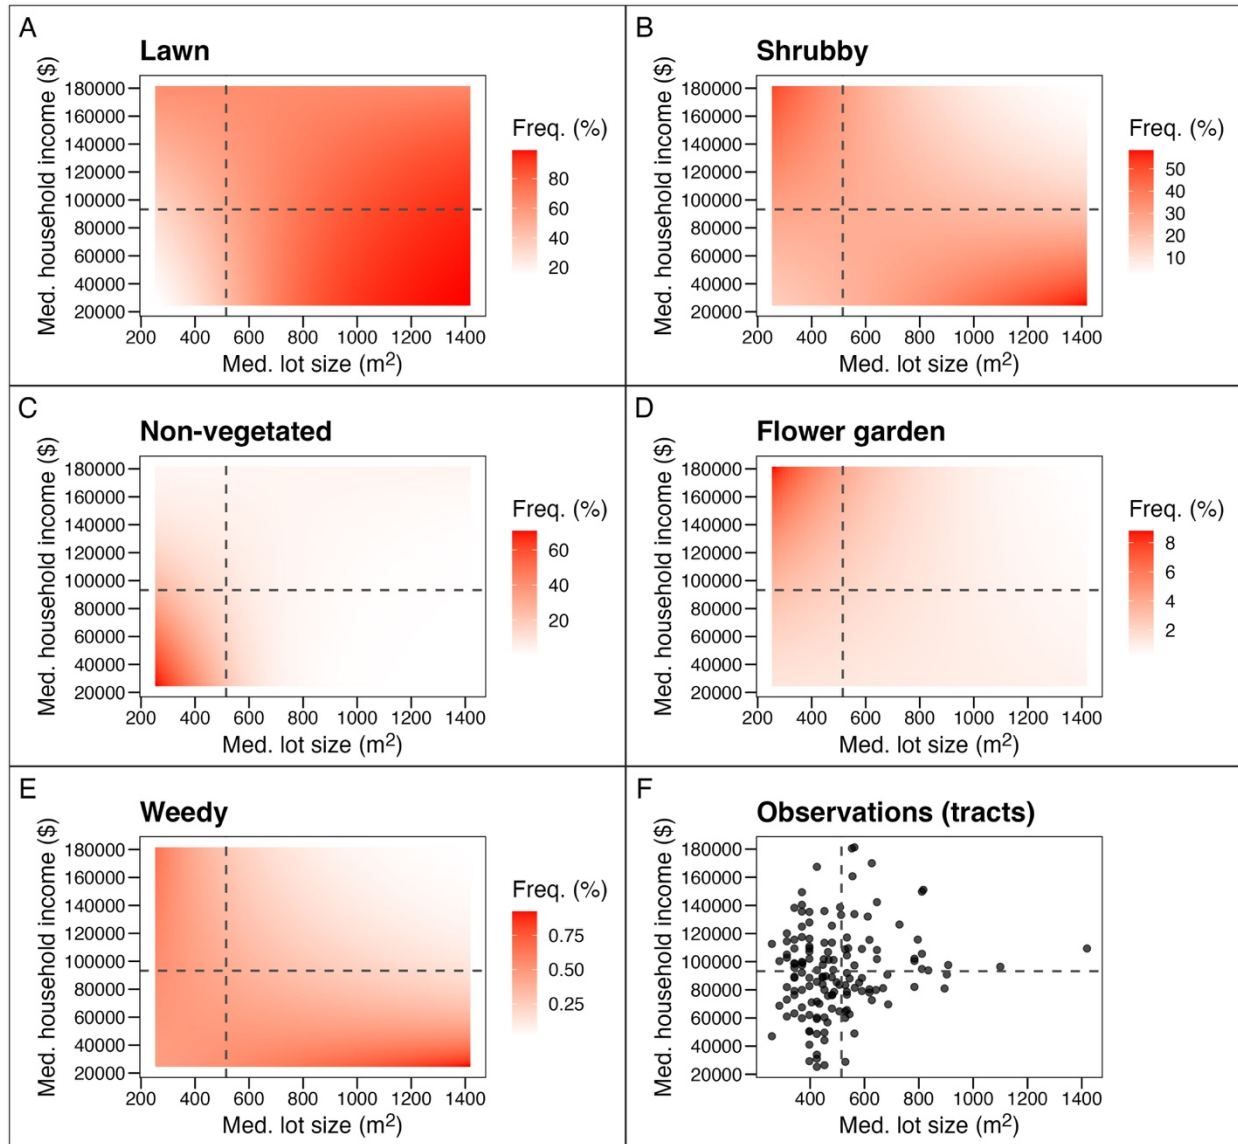 A
Lawn
Med. household income ($)
180000
160000
140000
120000
100000
80000
60000
40000
20000
200 400 600 800 1000 1200 1400
Med. lot size (m²)
Freq. (%)
80
60
40
20
B
Shrubby
Med. household income ($)
180000
160000
140000
120000
100000
80000
60000
40000
20000
200 400 600 800 1000 1200 1400
Med. lot size (m²)
Freq. (%)
50
40
30
20
10
C
Non-vegetated
Med. household income ($)
180000
160000
140000
120000
100000
80000
60000
40000
20000
200 400 600 800 1000 1200 1400
Med. lot size (m²)
Freq. (%)
60
40
20
D
Flower garden
Med. household income ($)
180000
160000
140000
120000
100000
80000
60000
40000
20000
200 400 600 800 1000 1200 1400
Med. lot size (m²)
Freq. (%)
8
6
4
2
E
Weedy
Med. household income ($)
180000
160000
140000
120000
100000
80000
60000
40000
20000
200 400 600 800 1000 1200 1400
Med. lot size (m²)
Freq. (%)
0.75
0.50
0.25
F
Observations (tracts)
Med. household income ($)
180000
160000
140000
120000
100000
80000
60000
40000
20000
400 600 800 1000 1200 1400
Med. lot size (m²)